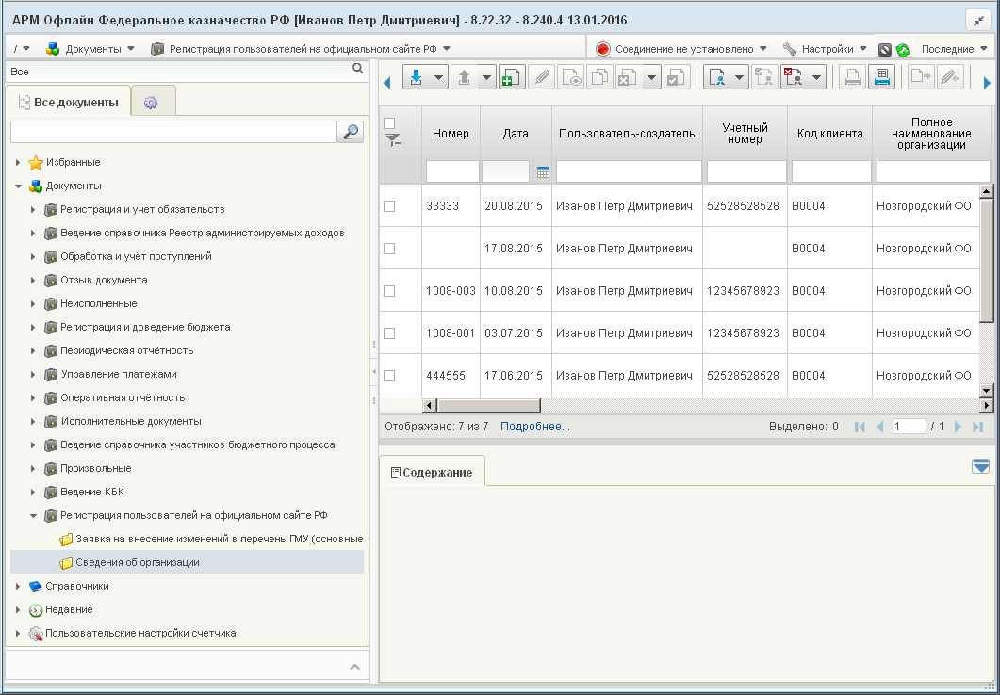 АРМ Офлайн Федеральное казначество РФ [Иванов Петр Дмитриевич] - 8.22.32 - 8.240.4 13.01.2016
/ Документы Регистрация пользователей на официальном сайте РФ Соединение не установлено Настройки Последние
Все
Все документы
Избранные
Документы
Регистрация и учет обязательств
Ведение справочника Реестр администрируемых доходов
Обработка и учёт поступлений
Отзыв документа
Неисполненные
Регистрация и доведение бюджета
Периодическая отчётность
Управление платежами
Оперативная отчётность
Исполнительные документы
Ведение справочника участников бюджетного процесса
Произвольные
Ведение КБК
Регистрация пользователей на официальном сайте РФ
Заявка на внесение изменений в перечень ГМУ (основные
Сведения об организации
Справочники
Недавние
Пользовательские настройки счетчика
Номер Дата Пользователь-создатель Учетный номер Код клиента Полное наименование организации
33333 20.08.2015 Иванов Петр Дмитриевич 52528528528 B0004 Новгородский ФО
17.08.2015 Иванов Петр Дмитриевич B0004 Новгородский ФО
1008-003 10.08.2015 Иванов Петр Дмитриевич 12345678923 B0004 Новгородский ФО
1008-001 03.07.2015 Иванов Петр Дмитриевич 12345678923 B0004 Новгородский ФО
444555 17.06.2015 Иванов Петр Дмитриевич 52528528528 B0004 Новгородский ФО
Отображено: 7 из 7 Подробнее... Выделено: 0 1 / 1
Содержание